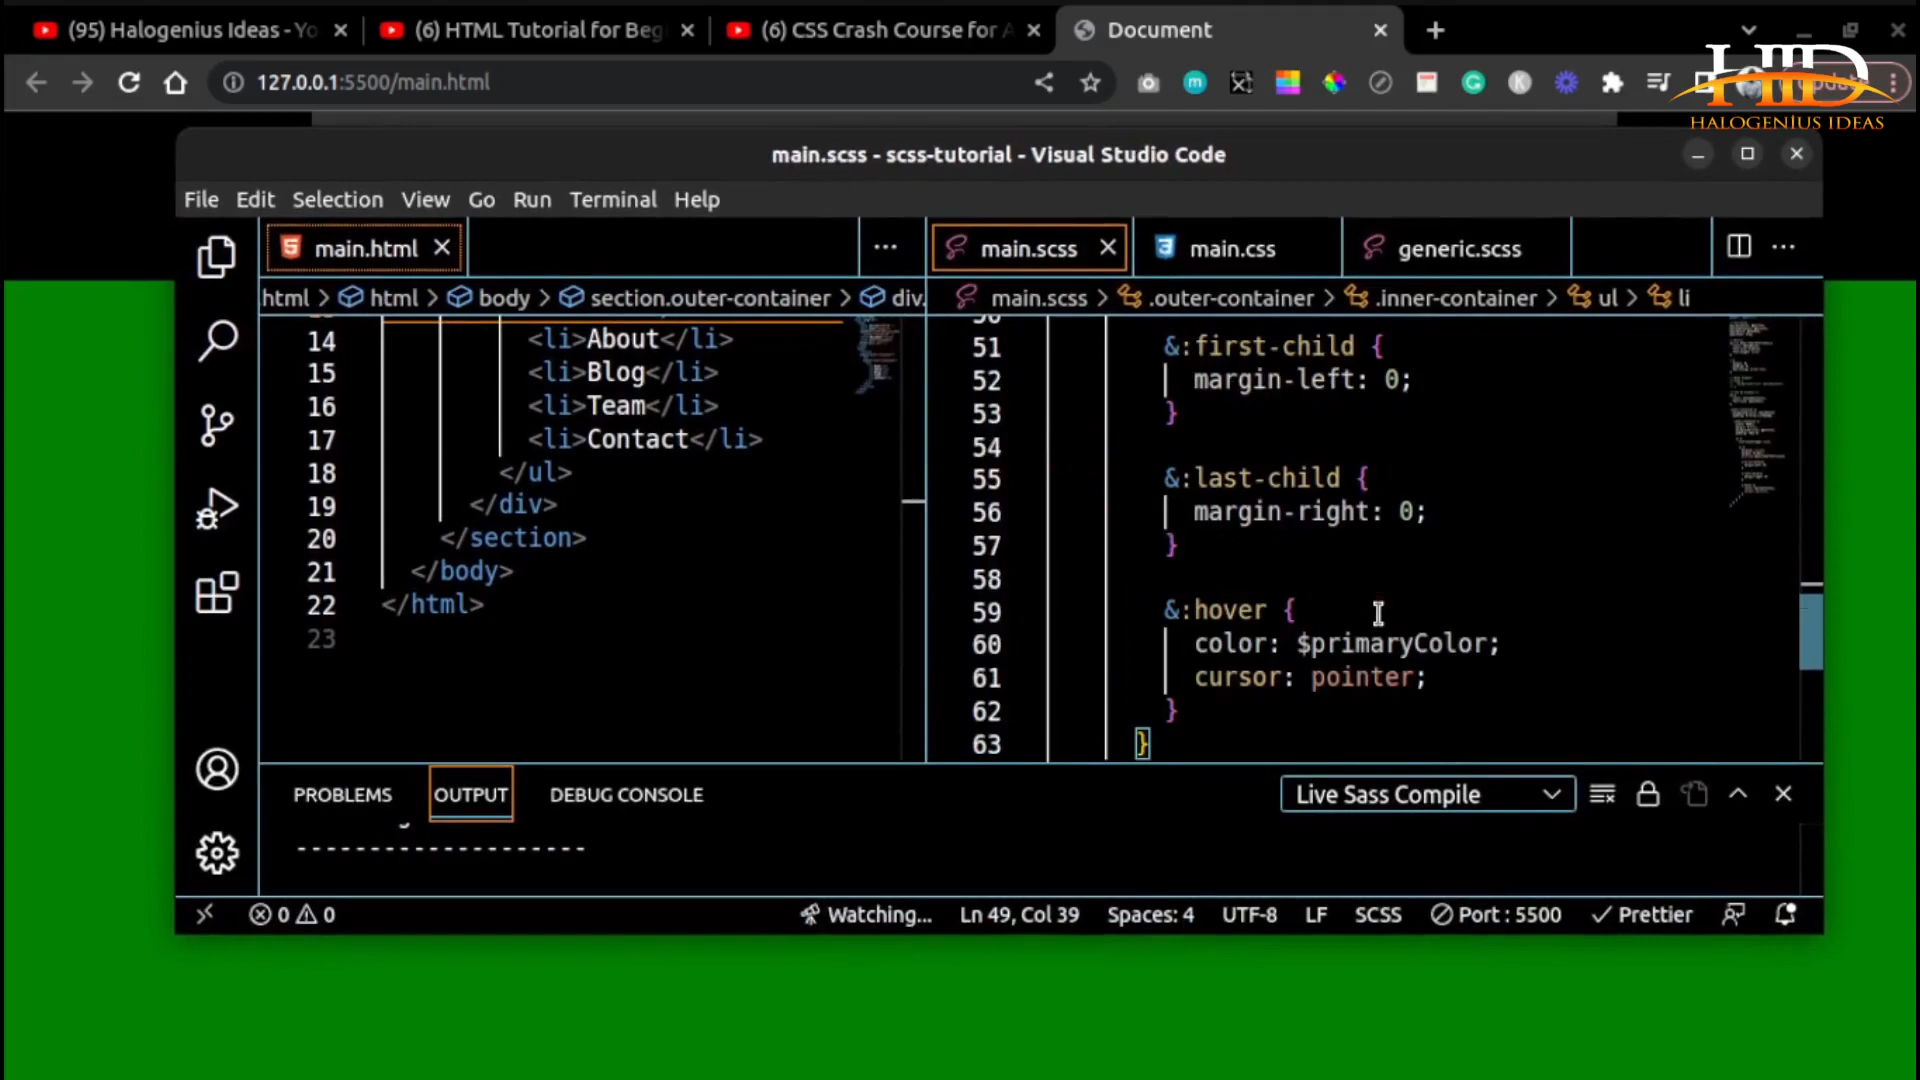 (95) Halogenius Ideas - Yo
(6) HTML Tutorial for Beg
(6) CSS Crash Course for A
Document
127.0.0.1:5500/main.html
HID
HALOGENIUS IDEAS
main.scss - scss-tutorial - Visual Studio Code
File Edit Selection View Go Run Terminal Help
main.html
main.scss
main.css
generic.scss
.html > html > body > section.outer-container > div.
main.scss > .outer-container > .inner-container > ul > li
14 <li>About</li>
15 <li>Blog</li>
16 <li>Team</li>
17 <li>Contact</li>
18 </ul>
19 </div>
20 </section>
21 </body>
22 </html>
23
51 &:first-child {
52 margin-left: 0;
53 }
54
55 &:last-child {
56 margin-right: 0;
57 }
58
59 &:hover {
60 color: $primaryColor;
61 cursor: pointer;
62 }
63 }
PROBLEMS OUTPUT DEBUG CONSOLE
Live Sass Compile
--------------------
0 0
Watching... Ln 49, Col 39 Spaces: 4 UTF-8 LF SCSS Port : 5500 Prettier